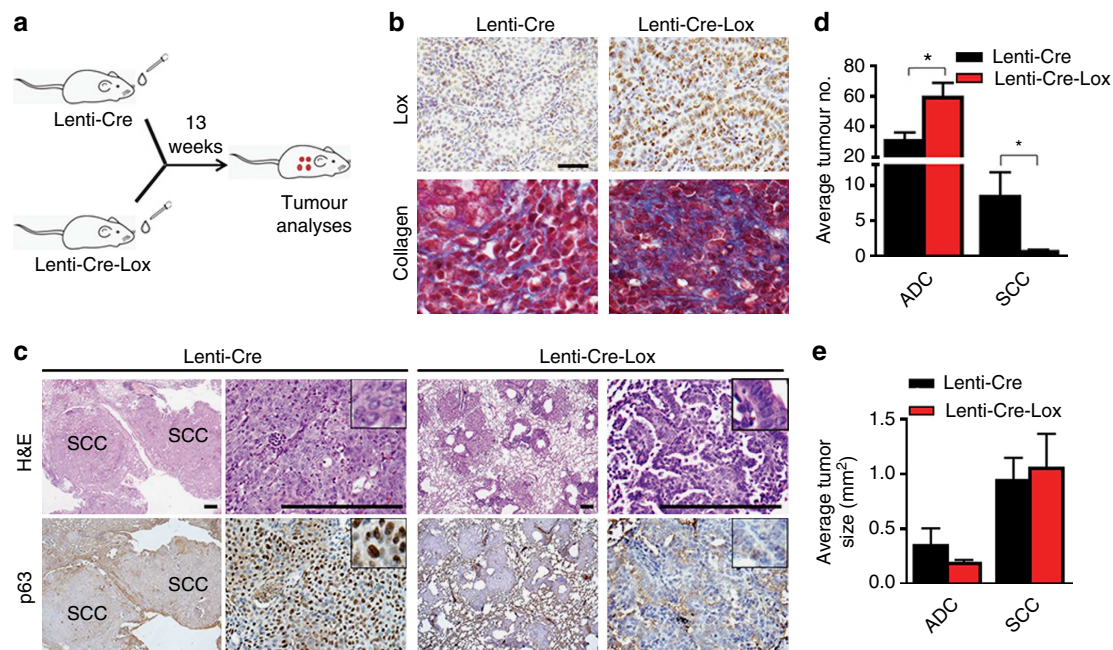 a
Lenti-Cre
Lenti-Cre-Lox
13
weeks
Tumour
analyses
b
Lenti-Cre
Lenti-Cre-Lox
Lox
Collagen
c
Lenti-Cre
Lenti-Cre-Lox
H&E
SCC
SCC
p63
SCC
SCC
d
Lenti-Cre
Lenti-Cre-Lox
Average tumour no.
80
60
40
20
10
5
0
*
*
ADC
SCC
e
Lenti-Cre
Lenti-Cre-Lox
Average tumor
size (mm²)
1.5
1.0
0.5
0.0
ADC
SCC